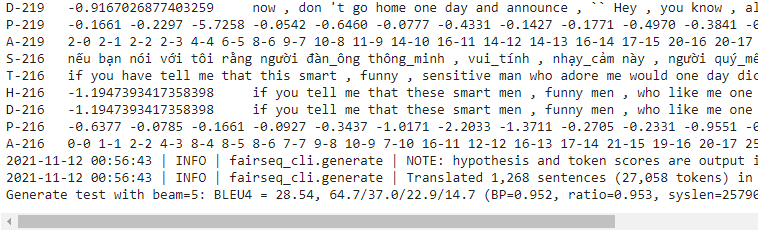 D-219 -0.9167026877403259 now , don 't go home one day and announce , `` Hey , you know , al
P-219 -0.1661 -0.2297 -5.7258 -0.0542 -0.6460 -0.0777 -0.4331 -0.1427 -0.1771 -0.4970 -0.3841 -0
A-219 2-0 2-1 2-2 2-3 4-4 6-5 8-6 9-7 10-8 11-9 14-10 16-11 14-12 14-13 16-14 17-15 20-16 20-17
S-216 nếu bạn nói với tôi rằng người đàn_ông thông_minh , vui_tính , nhạy_cảm này , người quý_mê
T-216 if you have tell me that this smart , funny , sensitive man who adore me would one day dic
H-216 -1.1947393417358398 if you tell me that these smart men , funny men , who like me one
D-216 -1.1947393417358398 if you tell me that these smart men , funny men , who like me one
P-216 -0.6377 -0.0785 -0.1661 -0.0927 -0.3437 -1.0171 -2.2033 -1.3711 -0.2705 -0.2331 -0.9551 -0
A-216 0-0 1-1 2-2 4-3 8-4 8-5 8-6 7-7 9-8 10-9 7-10 16-11 12-12 16-13 17-14 21-15 19-16 20-17 25
2021-11-12 00:56:43 | INFO | fairseq_cli.generate | NOTE: hypothesis and token scores are output i
2021-11-12 00:56:43 | INFO | fairseq_cli.generate | Translated 1,268 sentences (27,058 tokens) in
Generate test with beam=5: BLEU4 = 28.54, 64.7/37.0/22.9/14.7 (BP=0.952, ratio=0.953, syslen=25790